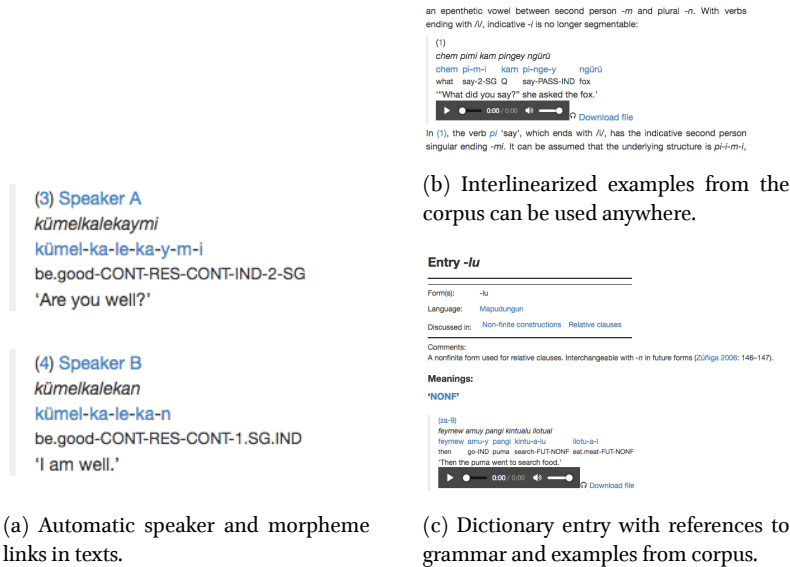 (3) Speaker A
kümelkalekaymi
kümel-ka-le-ka-y-m-i
be.good-CONT-RES-CONT-IND-2-SG
‘Are you well?’
(4) Speaker B
kümelkalekan
kümel-ka-le-ka-n
be.good-CONT-RES-CONT-1.SG.IND
‘I am well.’
(a) Automatic speaker and morpheme
links in texts.
an epenthetic vowel between second person -m and plural -n. With verbs
ending with /i/, indicative -i is no longer segmentable:
(1)
chem pimi kam pingey ngürü
chem pi-m-i kam pi-nge-y ngürü
what say-2-SG Q say-PASS-IND fox
‘“What did you say?” she asked the fox.’
0:00 / 0:00
Download file
In (1), the verb pi ‘say’, which ends with /i/, has the indicative second person
singular ending -mi. It can be assumed that the underlying structure is pi-i-m-i,
(b) Interlinearized examples from the
corpus can be used anywhere.
Entry -lu
Form(s): -lu
Language: Mapudungun
Discussed in: Non-finite constructions Relative clauses
Comments:
A nonfinite form used for relative clauses. Interchangeable with -n in future forms (Zúñiga 2006: 146–147).
Meanings:
‘NONF’
(za-9)
feymew amuy pangi kintualu ilotual
feymew amu-y pangi kintu-a-lu ilotu-a-l
then go-IND puma search-FUT-NONF eat.meat-FUT-NONF
‘Then the puma went to search food.’
0:00 / 0:00
Download file
(c) Dictionary entry with references to
grammar and examples from corpus.